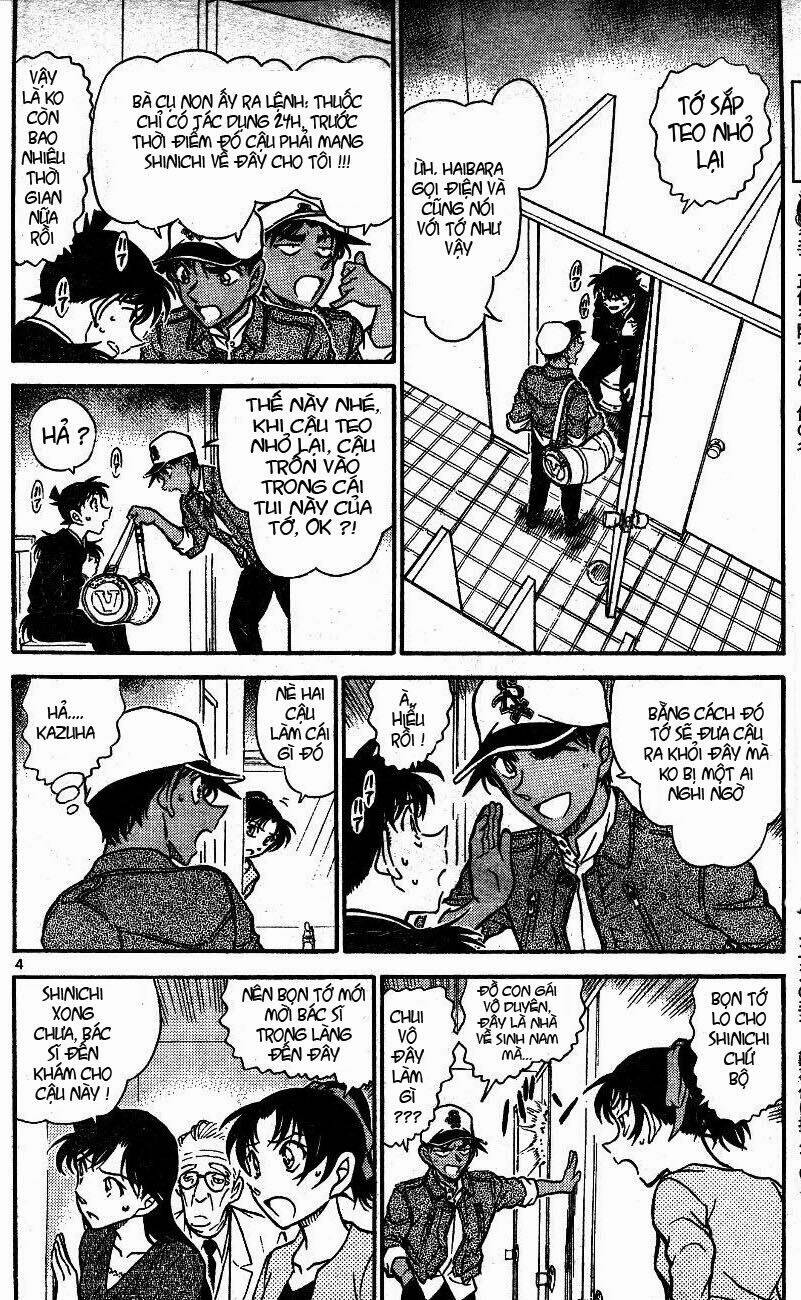 TỚ SẮP
TEO NHỎ
LẠI
ỪH, HAIBARA
GỌI ĐIỆN VÀ
CŨNG NÓI
VỚI TỚ NHƯ
VẬY
BÀ CỤ NON ẤY RA LỆNH: THUỐC
CHỈ CÓ TÁC DỤNG 24H, TRƯỚC
THỜI ĐIỂM ĐÓ CẬU PHẢI MANG
SHINICHI VỀ ĐÂY CHO TÔI !!!
VẬY
LÀ KO
CÒN
BAO
NHIÊU
THỜI
GIAN
NỮA
RỒI
THẾ NÀY NHÉ,
KHI CẬU TEO
NHỎ LẠI, CẬU
TRỐN VÀO
TRONG CÁI
TUI NÀY CỦA
TỚ, OK ?!
HẢ ?
V
BẰNG CÁCH ĐÓ
TỚ SẼ ĐƯA CẬU
RA KHỎI ĐÂY MÀ
KO BỊ MỘT AI
NGHI NGỜ
À,
HIỂU
RỒI !
NÈ HAI
CẬU
LÀM CÁI
GÌ ĐÓ
HẢ....
KAZUHA
4
BỌN TỚ
LO CHO
SHINICHI
CHỨ
BỘ
ĐỒ CON GÁI
VÔ DUYÊN,
ĐÂY LÀ NHÀ
VỀ SINH NAM
MÀ...
CHUI
VÔ
ĐÂY LÀM
GÌ
???
NÊN BỌN TỚ MỚI
MỜI BÁC SĨ
TRONG LÀNG
ĐẾN ĐÂY
SHINICHI
XONG
CHƯA, BÁC
SĨ ĐẾN
KHÁM CHO
CẬU NÀY !